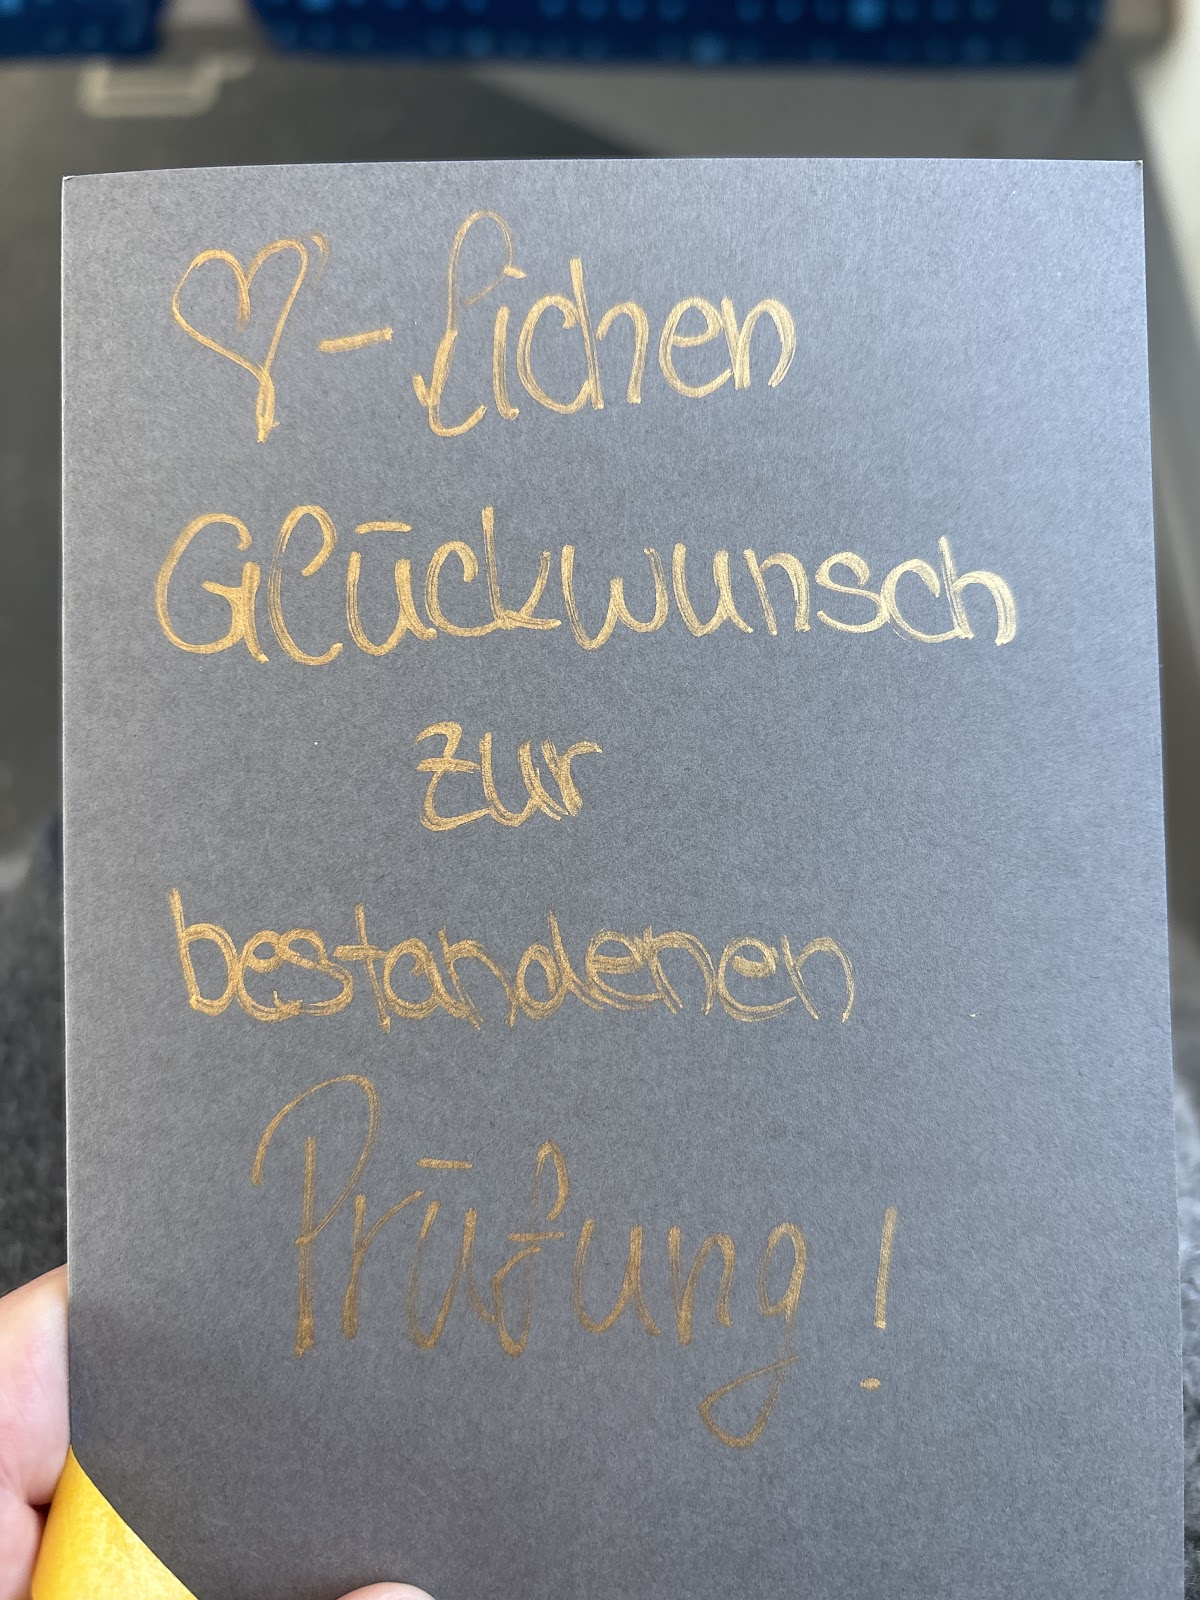 ♡-lichen
Glückwunsch
zur
bestandenen
Prüfung!